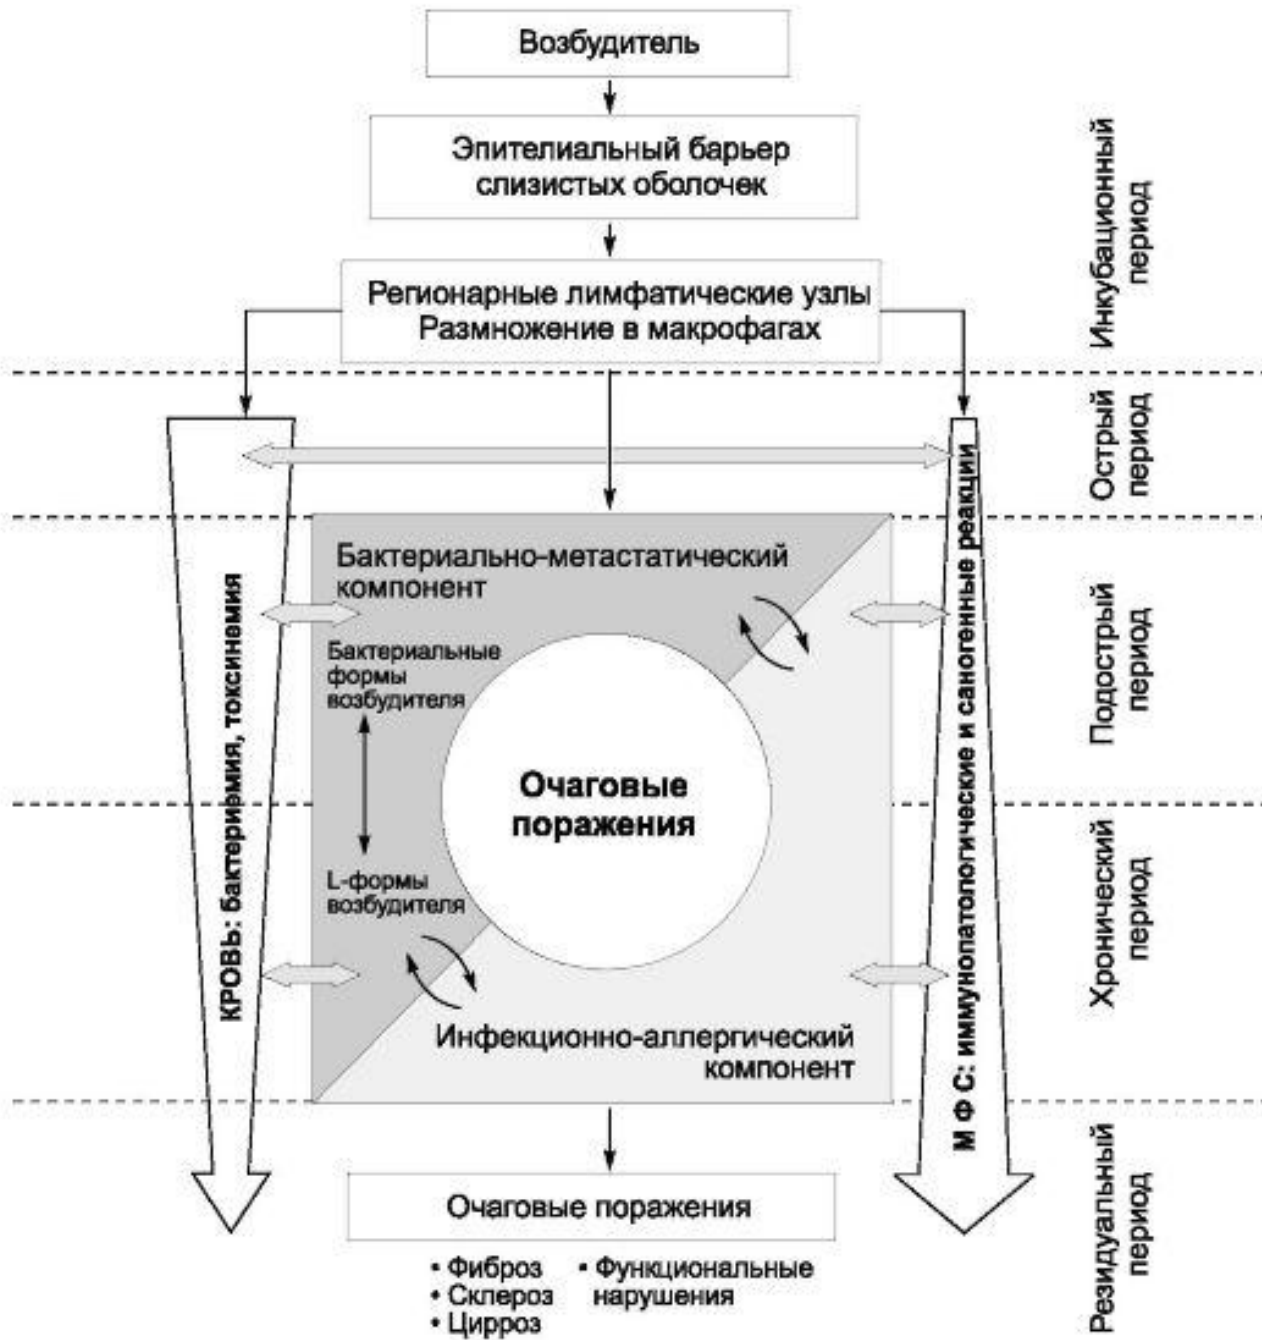 Возбудитель
Эпителиальный барьер
слизистых оболочек
Регионарные лимфатические узлы
Размножение в макрофагах
Инкубационный
период
Острый
период
Бактериально-метастатический
компонент
Бактериальные
формы
возбудителя
L-формы
возбудителя
Очаговые
поражения
Инфекционно-аллергический
компонент
КРОВЬ: бактериемия, токсинемия
М Ф С: иммунопатологические и саногенные реакции
Подострый
период
Хронический
период
Очаговые поражения
• Фиброз
• Склероз
• Цирроз
• Функциональные
нарушения
Резидуальный
период